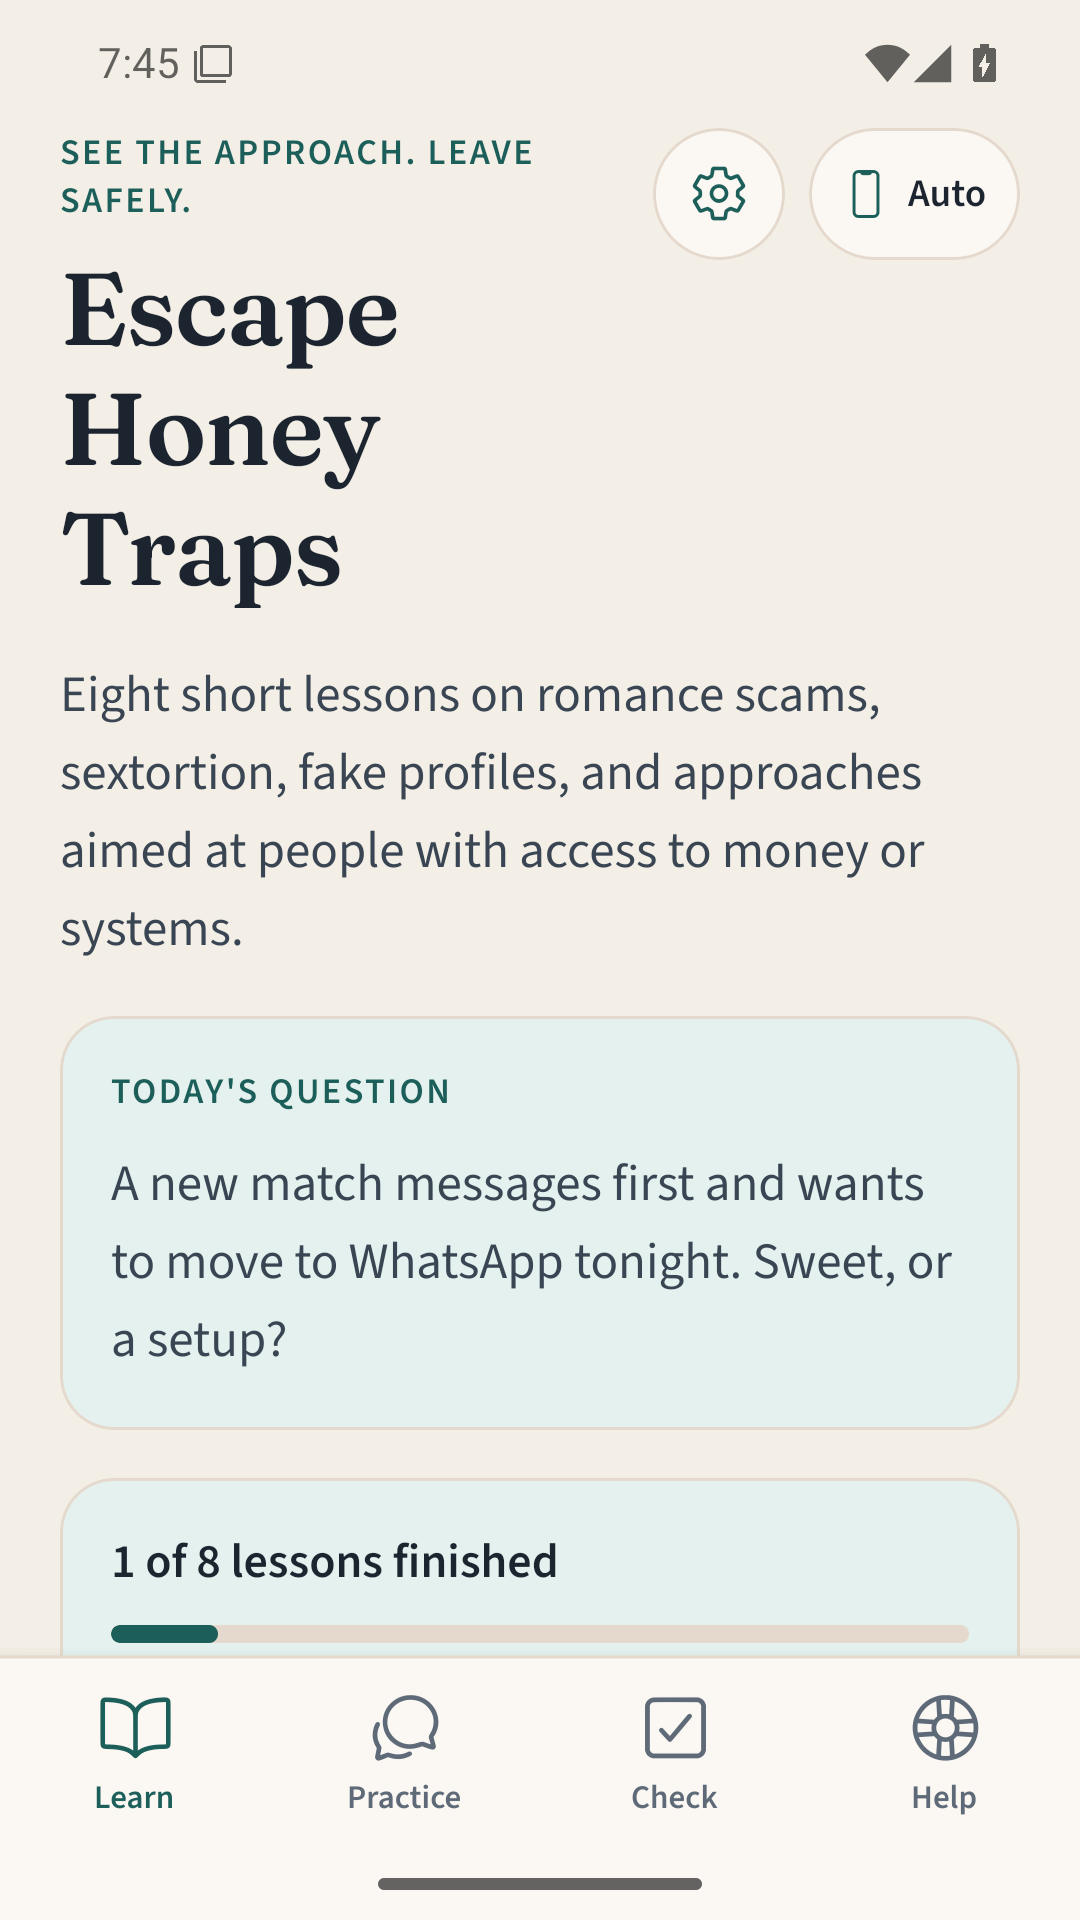 7:45
SEE THE APPROACH. LEAVE
SAFELY.
Auto
Escape
Honey
Traps
Eight short lessons on romance scams,
sextortion, fake profiles, and approaches
aimed at people with access to money or
systems.
TODAY'S QUESTION
A new match messages first and wants
to move to WhatsApp tonight. Sweet, or
a setup?
1 of 8 lessons finished
Learn
Practice
Check
Help